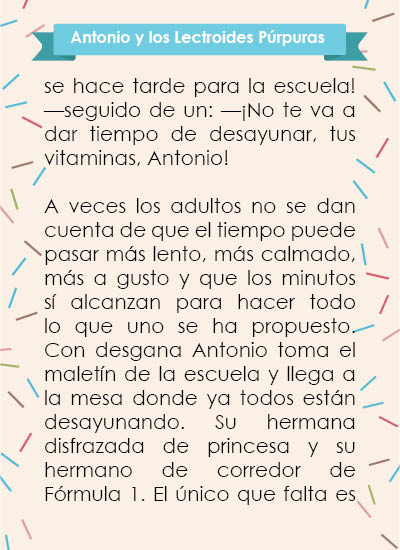 Antonio y los Lectroides Púrpuras
se hace tarde para la escuela!
—seguido de un: —¡No te va a
dar tiempo de desayunar, tus
vitaminas, Antonio!
A veces los adultos no se dan
cuenta de que el tiempo puede
pasar más lento, más calmado,
más a gusto y que los minutos
sí alcanzan para hacer todo
lo que uno se ha propuesto.
Con desgana Antonio toma el
maletín de la escuela y llega a
la mesa donde ya todos están
desayunando. Su hermana
disfrazada de princesa y su
hermano de corredor de
Fórmula 1. El único que falta es